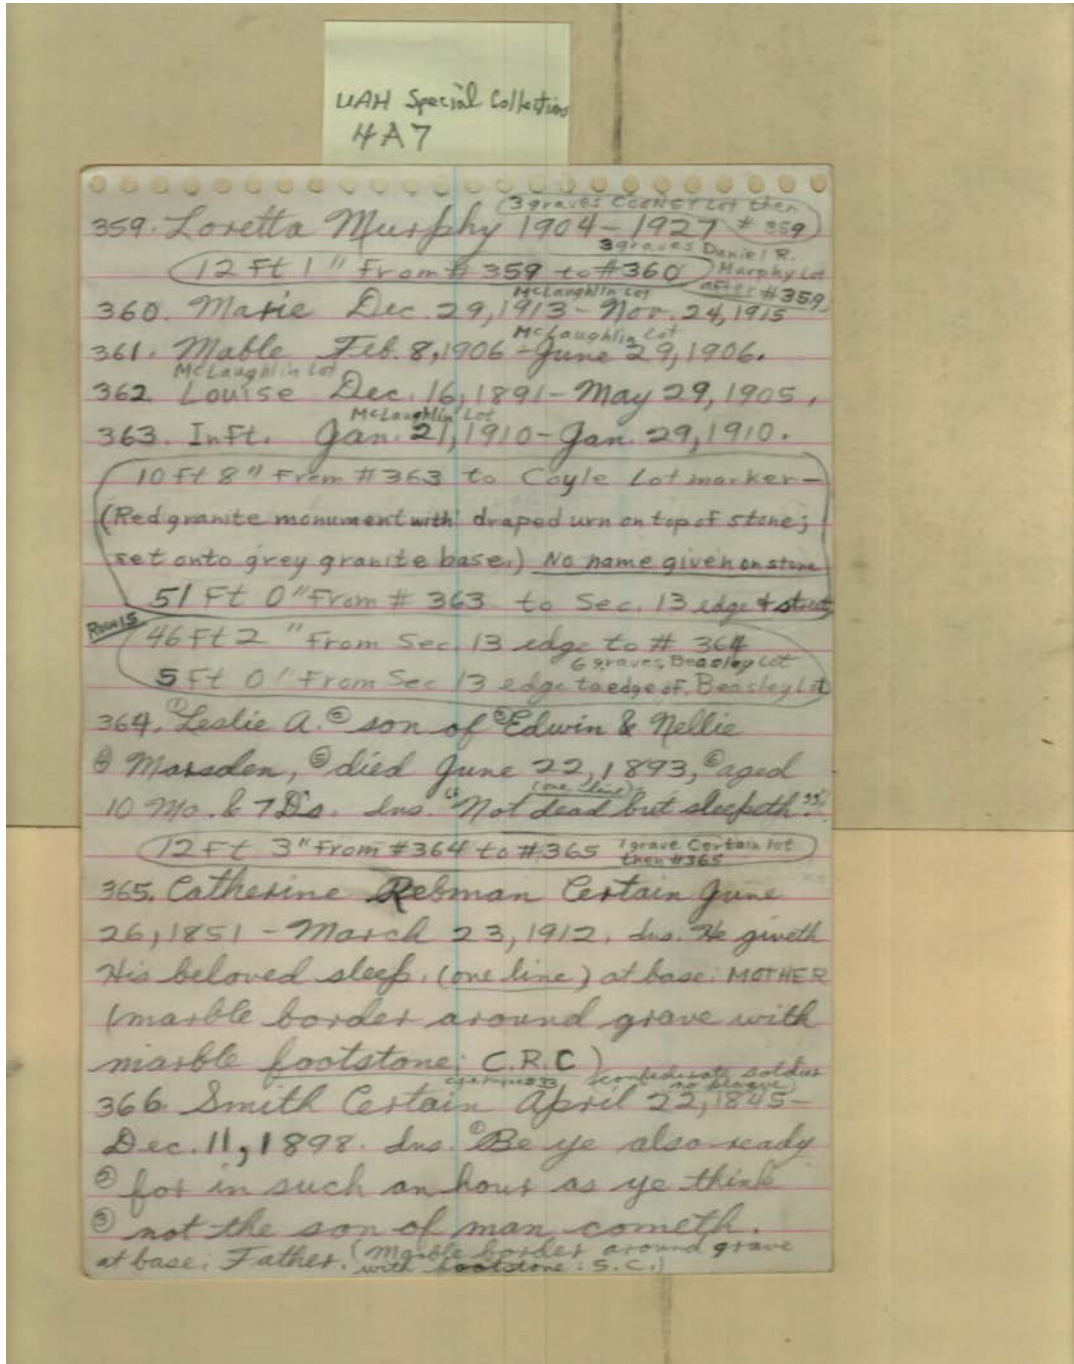 UAH Special Collections
4A7
3 graves Lot then # 359
359. Loretta Murphy 1904-1927
3 graves Daniel R. Murphy Lot after #359
12 Ft 1" From # 359 to #360
McLaughlin Lot
360. Marie Dec. 29, 1913 - Nov. 24, 1915
McLaughlin Lot
361. Mable Feb. 8, 1906 - June 29, 1906.
McLaughlin Lot
362 Louise Dec. 16, 1891 - May 29, 1905.
McLaughlin Lot
363. Inft. Jan. 21, 1910 - Jan. 29, 1910.
10 Ft 8" From #363 to Coyle Lot marker -
(Red granite monument with draped urn on top of stone;
set onto grey granite base.) No name given on stone
51 Ft 0" From # 363 to Sec. 13 edge & street
Row 15
46 Ft 2" From Sec. 13 edge to # 364
6 graves, Beasley Lot
5 Ft 0" From Sec 13 edge to edge of Beasley Lot
364. ① Leslie A. ② son of ③ Edwin & Nellie
④ Marsden, ⑤ died June 22, 1893, ⑥ aged
(one line)
10 Mo. & 7 D's. Ins. "Not dead but sleepeth."
12 Ft 3" From #364 to #365 1 grave Certain lot
then #365
365. Catherine Rebman Certain June
26, 1851 - March 23, 1912. Ins. He giveth
His beloved sleep. (one line) at base: MOTHER
(marble border around grave with
marble footstone: C.R.C)
(confederate soldier
no plaque)
366 Smith Certain April 22, 1845 -
Dec. 11, 1898. Ins. ① Be ye also ready
② for in such an hour as ye think
③ not the son of man cometh.
at base: Father. (Marble border around grave
with footstone: S.C.)